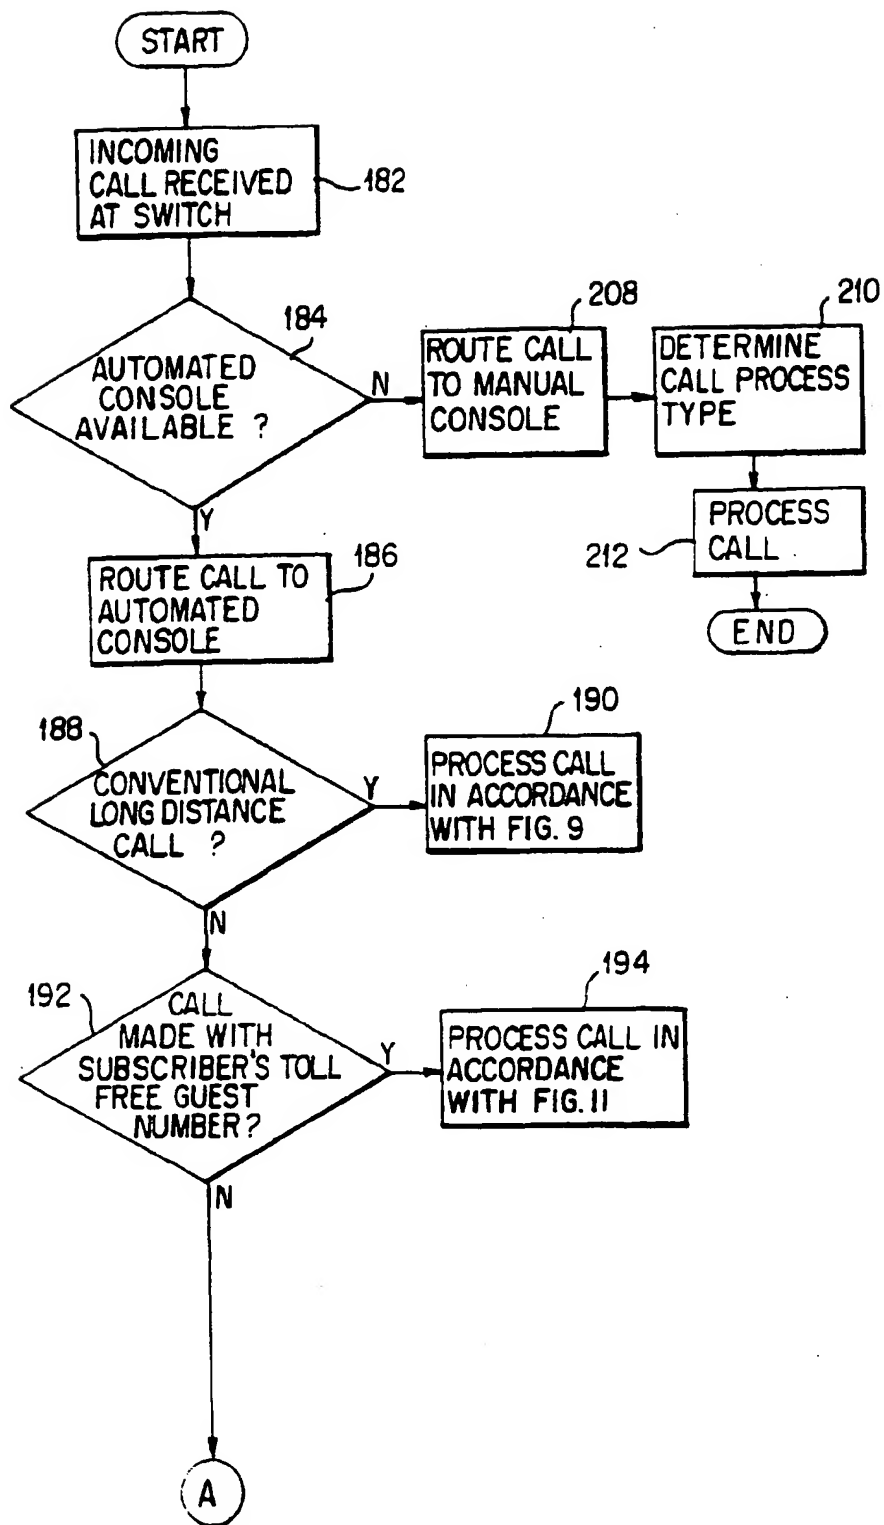 START
INCOMING
CALL RECEIVED
AT SWITCH
182
184
AUTOMATED
CONSOLE
AVAILABLE ?
N
208
ROUTE CALL
TO MANUAL
CONSOLE
210
DETERMINE
CALL PROCESS
TYPE
212
PROCESS
CALL
END
Y
ROUTE CALL TO
AUTOMATED
CONSOLE
186
188
CONVENTIONAL
LONG DISTANCE
CALL ?
Y
190
PROCESS CALL
IN ACCORDANCE
WITH FIG. 9
N
192
CALL
MADE WITH
SUBSCRIBER'S TOLL
FREE GUEST
NUMBER?
Y
194
PROCESS CALL IN
ACCORDANCE
WITH FIG. 11
N
A